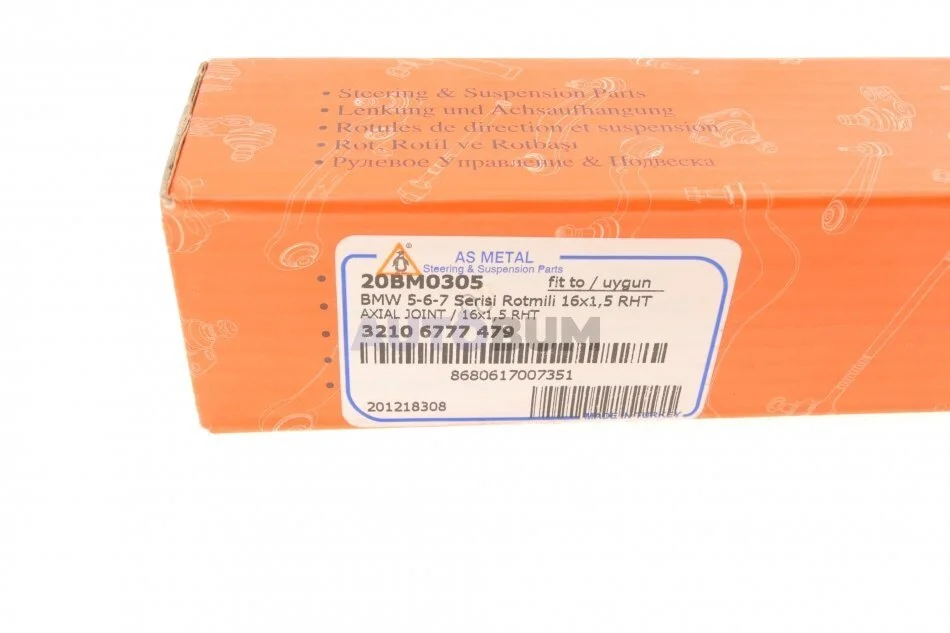 • Steering & Suspension Parts
• Lenkung und Achsaufhangung
• Rotules de direction et suspension
• Rot, Rotil ve Rotbaşı
• Рулевое Управление & Подвеска
AS METAL
Steering & Suspension Parts
20BM0305 fit to / uygun
BMW 5-6-7 Serisi Rotmili 16x1,5 RHT
AXIAL JOINT / 16x1,5 RHT
3210 6777 479
AUTOBUM
8680617007351
201218308
MADE IN TURKEY